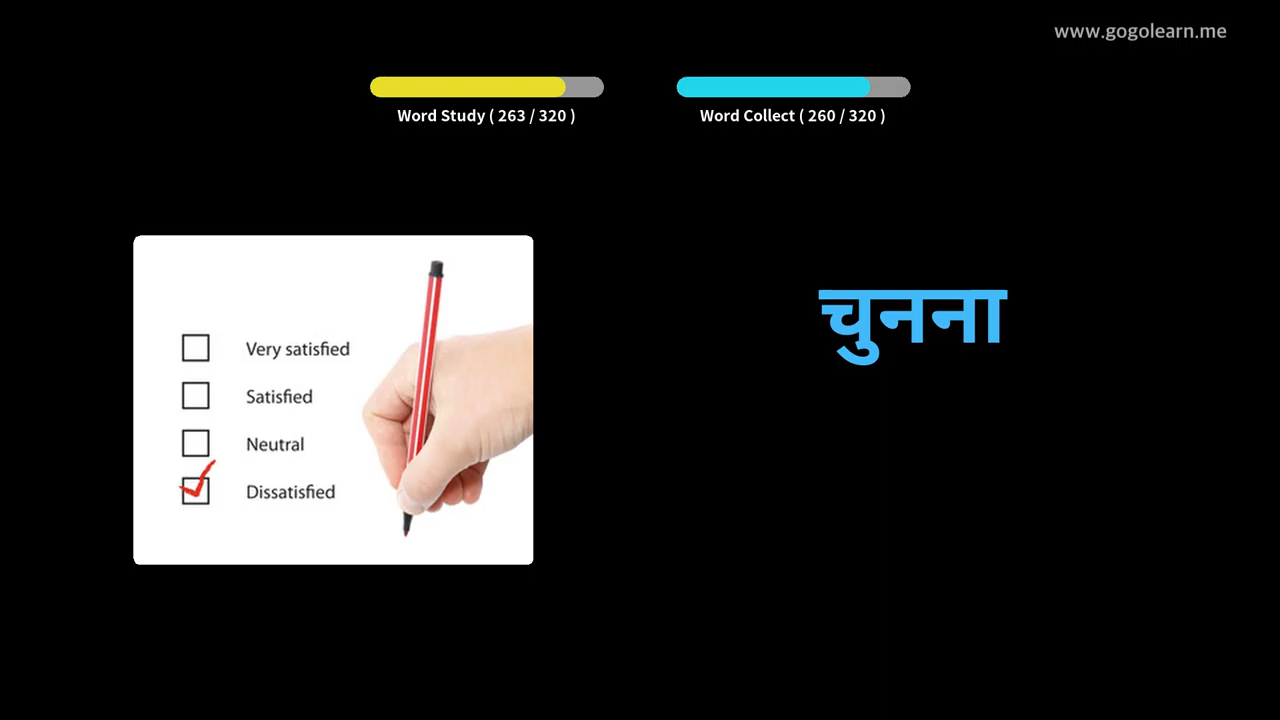 www.gogolearn.me
Word Study ( 263 / 320 )
Word Collect ( 260 / 320 )
Very satisfied
Satisfied
Neutral
Dissatisfied
चुनना